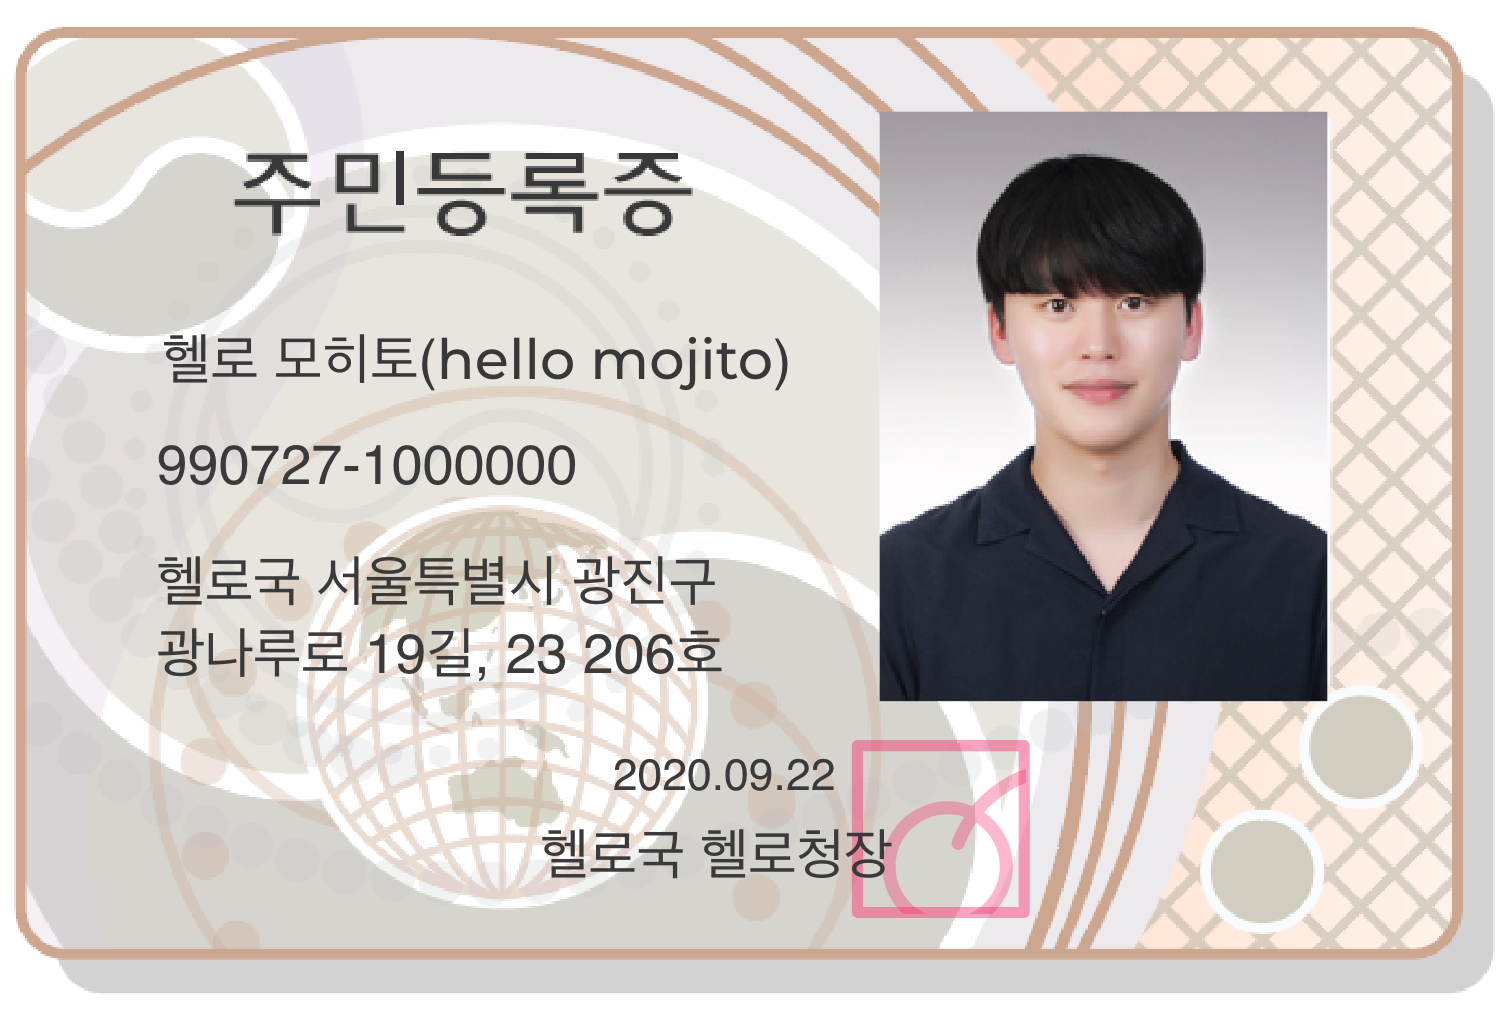 주민등록증
헬로 모히토(hello mojito)
990727-1000000
헬로국 서울특별시 광진구
광나루로 19길, 23 206호
2020.09.22
헬로국 헬로청장